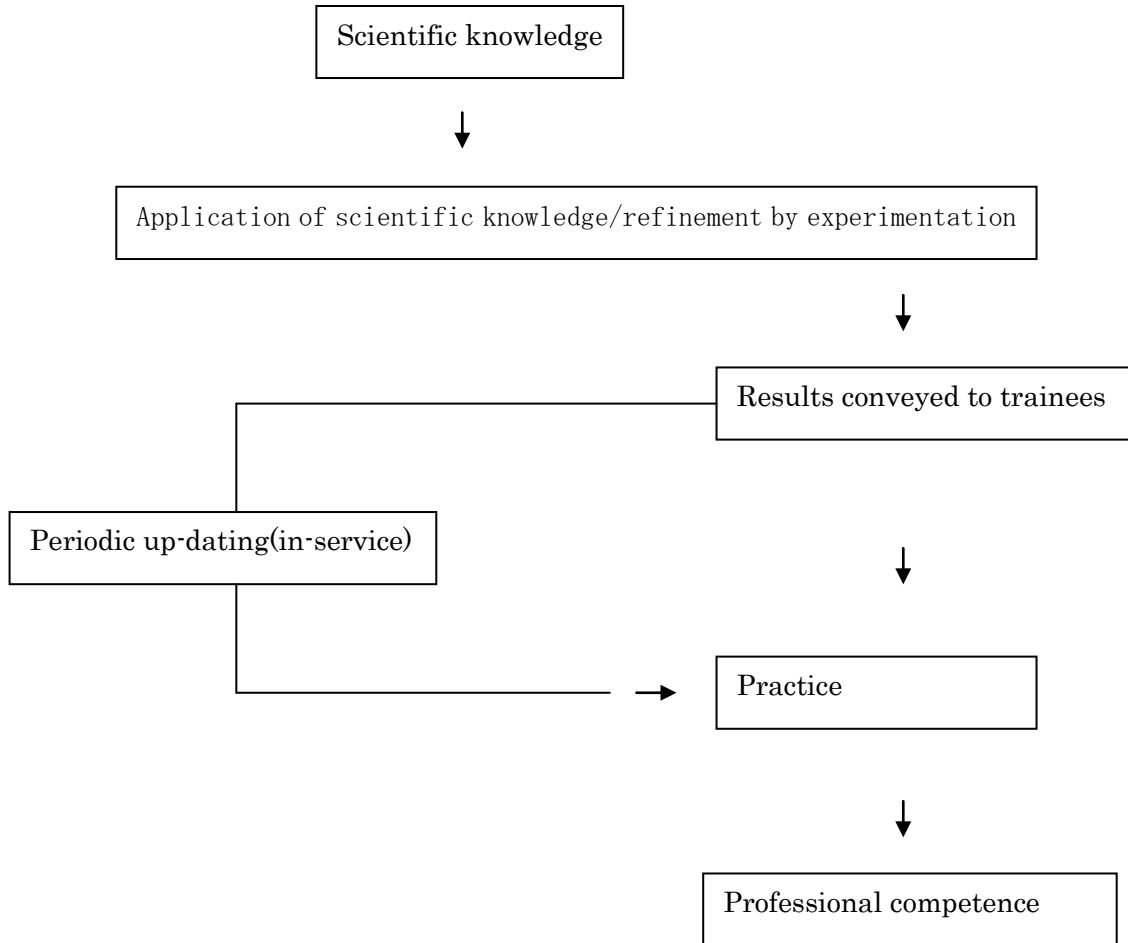 Scientific knowledge
Application of scientific knowledge/refinement by experimentation
Results conveyed to trainees
Periodic up-dating(in-service)
Practice
Professional competence